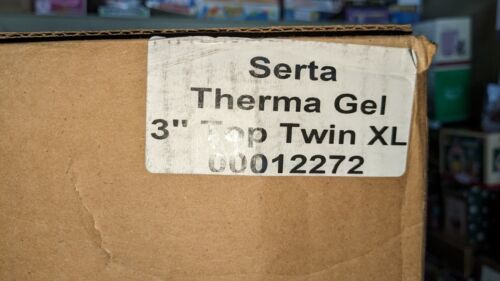 Serta
Therma Gel
3" Top Twin XL
00012272